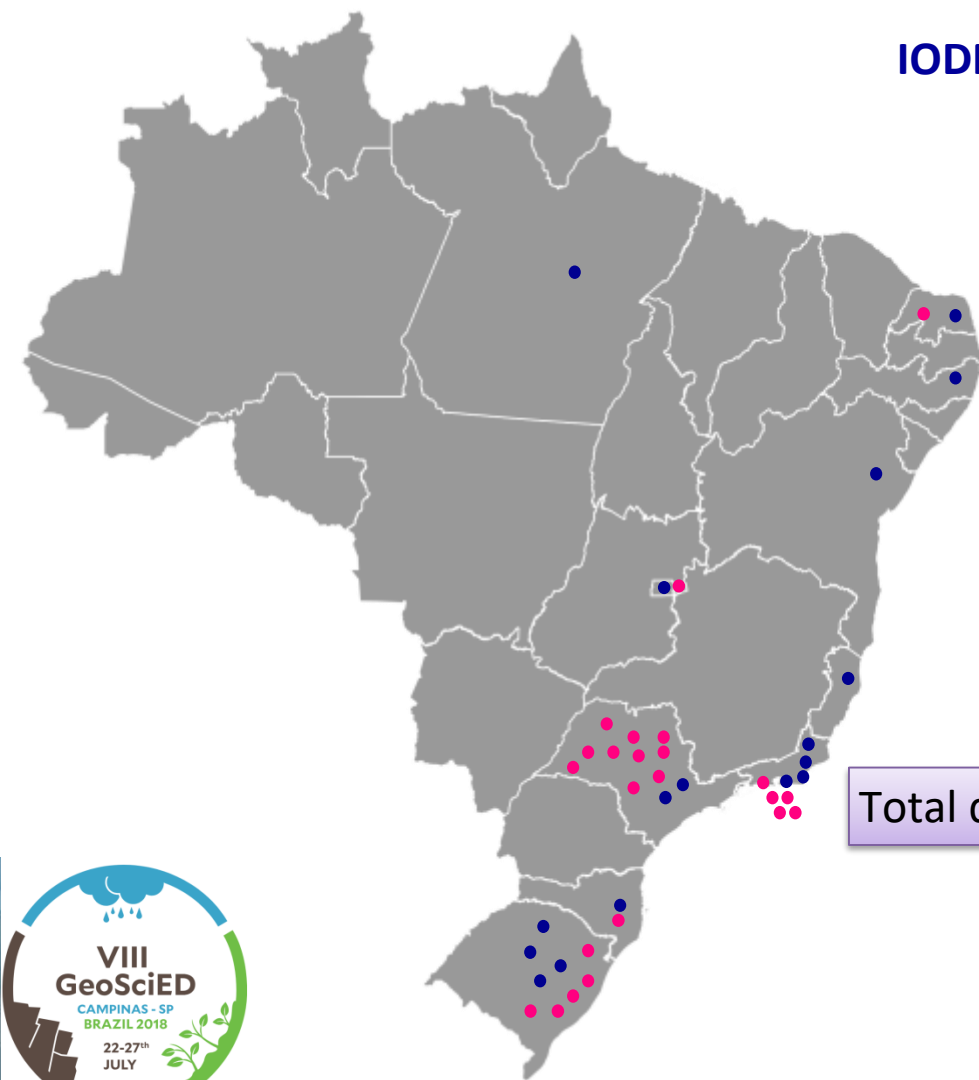 IODI
Total o
VIII
GeoSciED
CAMPINAS - SP
BRAZIL 2018
22-27th
JULY